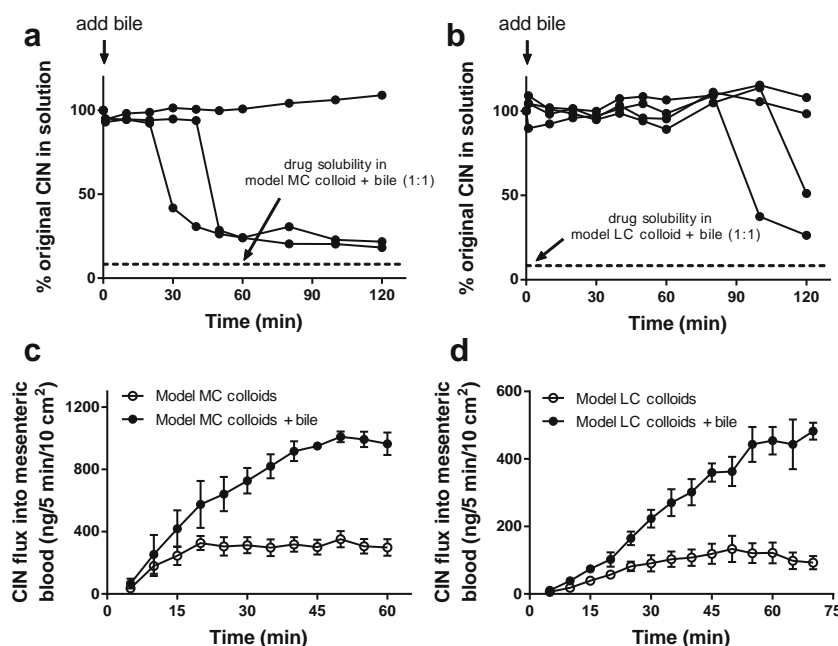 add bile
a
% original CIN in solution
100
50
0
drug solubility in
model MC colloid + bile (1:1)
0 30 60 90 120
Time (min)
add bile
b
% original CIN in solution
100
50
0
drug solubility in
model LC colloid + bile (1:1)
0 30 60 90 120
Time (min)
c
CIN flux into mesenteric
blood (ng/5 min/10 cm²)
1200
800
400
0
Model MC colloids
Model MC colloids + bile
0 15 30 45 60
Time (min)
d
CIN flux into mesenteric
blood (ng/5 min/10 cm²)
600
400
200
0
Model LC colloids
Model LC colloids + bile
0 15 30 45 60 75
Time (min)